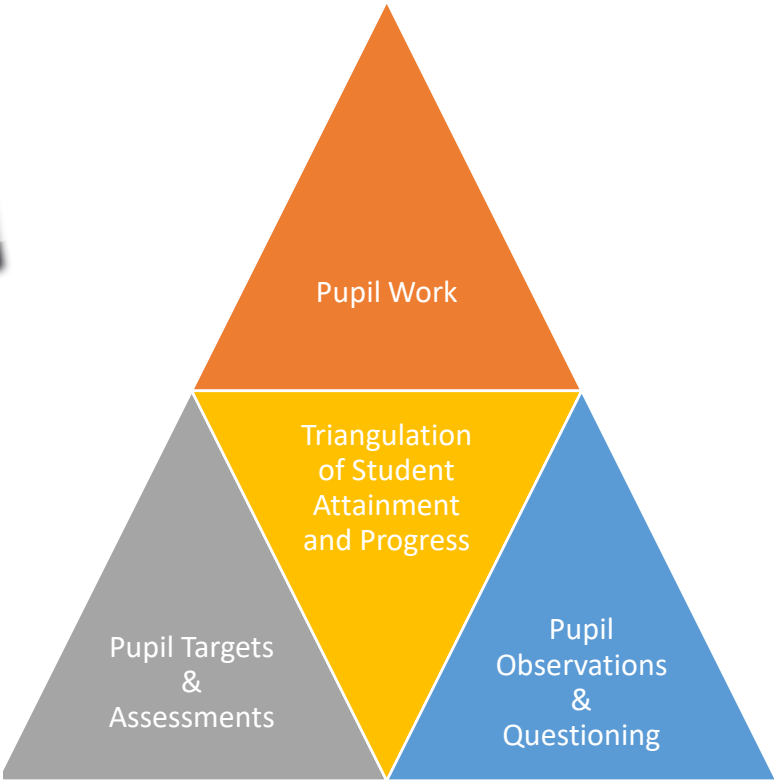 Pupil Work
Triangulation
of Student
Attainment
and Progress
Pupil Targets
&
Assessments
Pupil
Observations
&
Questioning